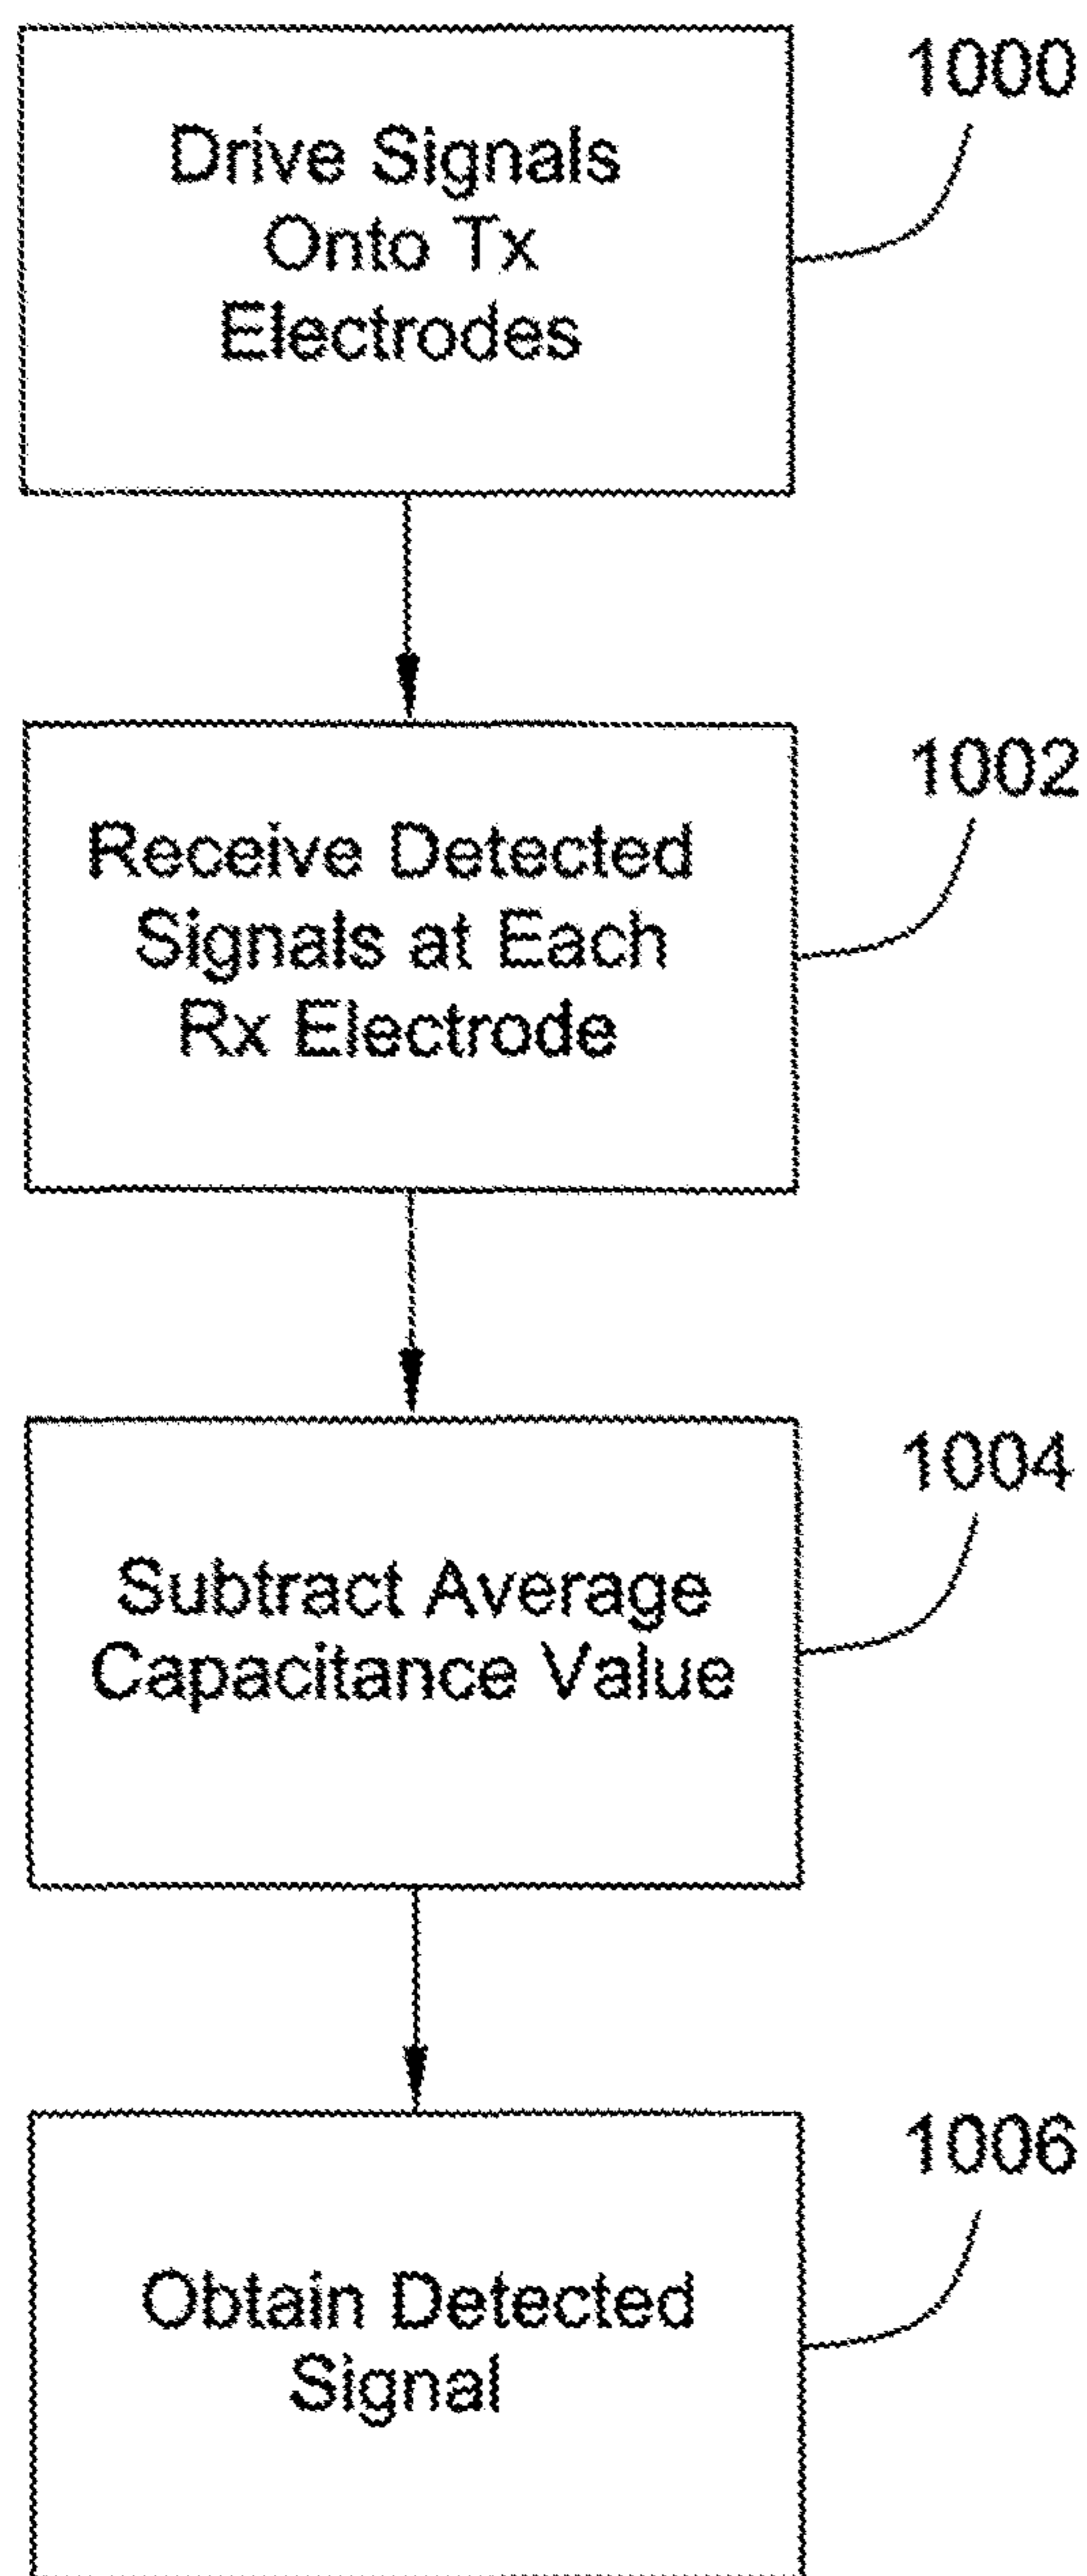 1000
Drive Signals
Onto Tx
Electrodes
1002
Receive Detected
Signals at Each
Rx Electrode
1004
Subtract Average
Capacitance Value
1006
Obtain Detected
Signal